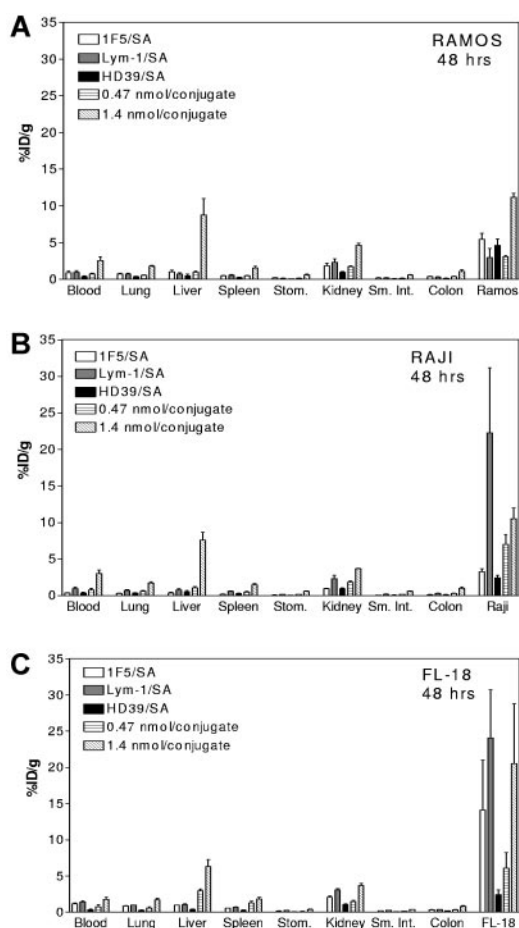 A
RAMOS
48 hrs
1F5/SA
Lym-1/SA
HD39/SA
0.47 nmol/conjugate
1.4 nmol/conjugate
%ID/g
35
30
25
20
15
10
5
0
Blood Lung Liver Spleen Stom. Kidney Sm. Int. Colon Ramos
B
RAJI
48 hrs
1F5/SA
Lym-1/SA
HD39/SA
0.47 nmol/conjugate
1.4 nmol/conjugate
%ID/g
35
30
25
20
15
10
5
0
Blood Lung Liver Spleen Stom. Kidney Sm. Int. Colon Raji
C
FL-18
48 hrs
1F5/SA
Lym-1/SA
HD39/SA
0.47 nmol/conjugate
1.4 nmol/conjugate
%ID/g
35
30
25
20
15
10
5
0
Blood Lung Liver Spleen Stom. Kidney Sm. Int. Colon FL-18